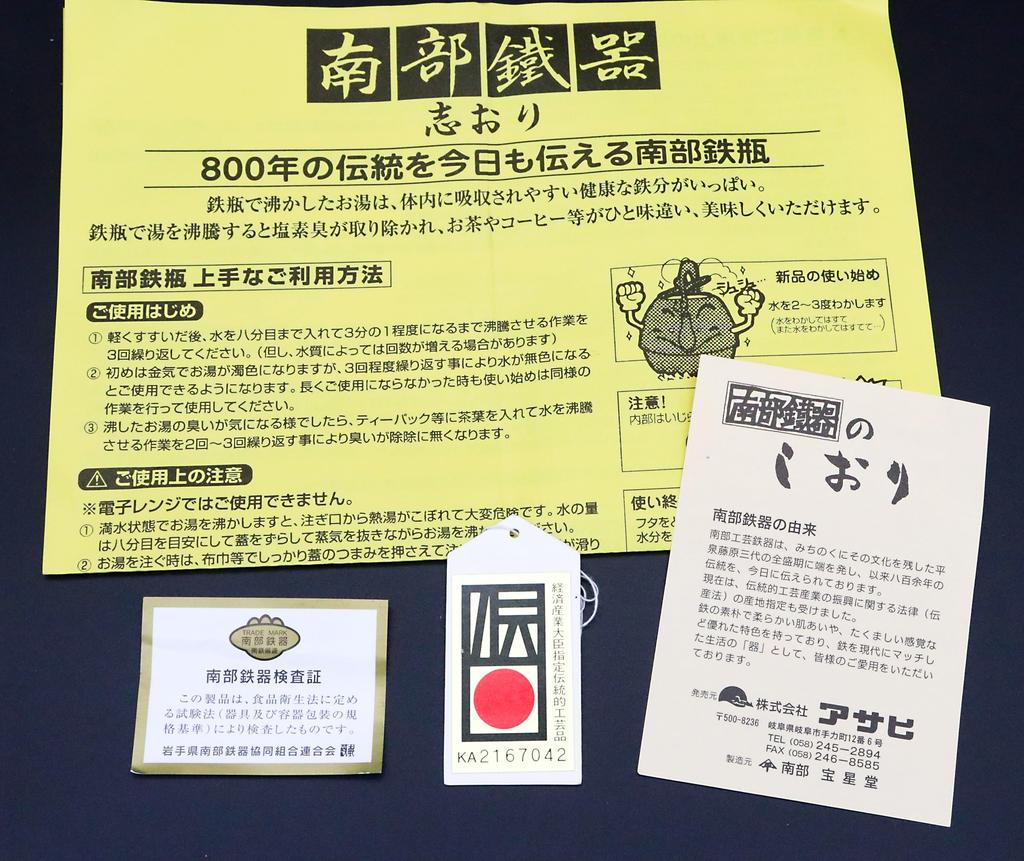 南部鐵器
志おり
800年の伝統を今日も伝える南部鉄瓶
鉄瓶で沸かしたお湯は、体内に吸収されやすい健康な鉄分がいっぱい。
鉄瓶で湯を沸騰すると塩素臭が取り除かれ、お茶やコーヒー等がひと味違い、美味しくいただけます。
南部鉄瓶 上手なご利用方法
ご使用はじめ
① 軽くすすいだ後、水を八分目まで入れて3分の1程度になるまで沸騰させる作業を
3回繰り返してください。(但し、水質によっては回数が増える場合があります)
② 初めは金気でお湯が濁色になりますが、3回程度繰り返す事により水が無色になる
とご使用できるようになります。長くご使用にならなかった時も使い始めは同様の
作業を行って使用してください。
③ 沸したお湯の臭いが気になる様でしたら、ティーパック等に茶葉を入れて水を沸騰
させる作業を2回〜3回繰り返す事により臭いが除除に無くなります。
⚠ ご使用上の注意
※電子レンジではご使用できません。
① 満水状態でお湯を沸かしますと、注ぎ口から熱湯がこぼれて大変危険です。水の量
は八分目を目安にして蓋をずらして蒸気を抜きながらお湯を沸か
さい。
② お湯を注ぐ時は、布巾等でしっかり蓋のつまみを押さえて注
が滑り
シュシュ
新品の使い始め
水を2〜3度わかします
(水をわかしてはすて
また水をわかしてはすてて…)
注意!
内部はいじら
使い終
フタをと
水分を
TRADE MARK
南部鉄器
南部鉄器検査証
この製品は、食品衛生法に定め
る試験法(器具及び容器包装の規
格基準)により検査したものです。
岩手県南部鉄器協同組合連合会
伝
経済産業大臣指定伝統的工芸品
KA2167042
南部鐵器の
しおり
南部鉄器の由来
南部工芸鉄器は、みちのくにその文化を残した平
泉藤原三代の全盛期に端を発し、以来八百余年の
伝統を、今日に伝えられております。
現在は、伝統的工芸産業の振興に関する法律(伝
産法)の産地指定も受けました。
鉄の素朴で柔らかい肌あいや、たくましい感覚な
ど優れた特色を持っており、鉄を現代にマッチし
た生活の「器」として、皆様のご愛用をいただい
ております。
発売元 株式会社 アサヒ
〒500-8236 岐阜県岐阜市手力町12番6号
TEL (058) 245-2894
FAX (058) 246-8585
製造元 南部 宝星堂